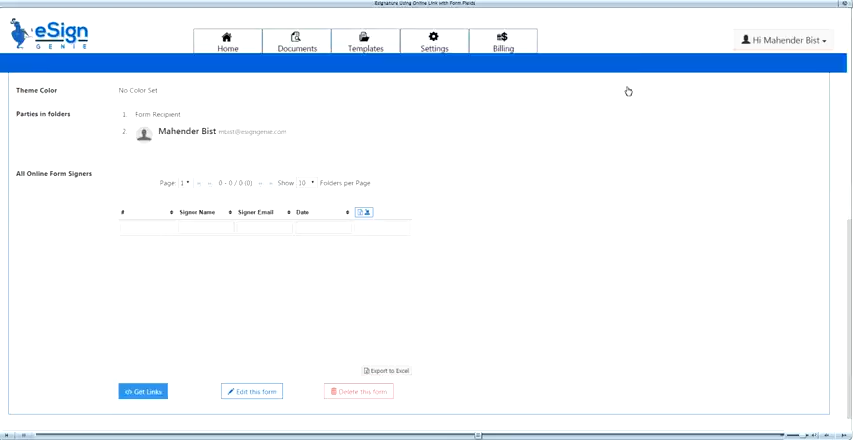 Esignature Using Online Link with Form Fields
eSign
GENIE
Home
Documents
Templates
Settings
Billing
Hi Mahender Bist
Theme Color
No Color Set
Parties in folders
1. Form Recipient
2. Mahender Bist
All Online Form Signers
Page: 1 0 - 0 / 0 (0) Show 10 Folders per Page
# Signer Name Signer Email Date
Export to Excel
</> Get Links
Edit this form
Delete this form